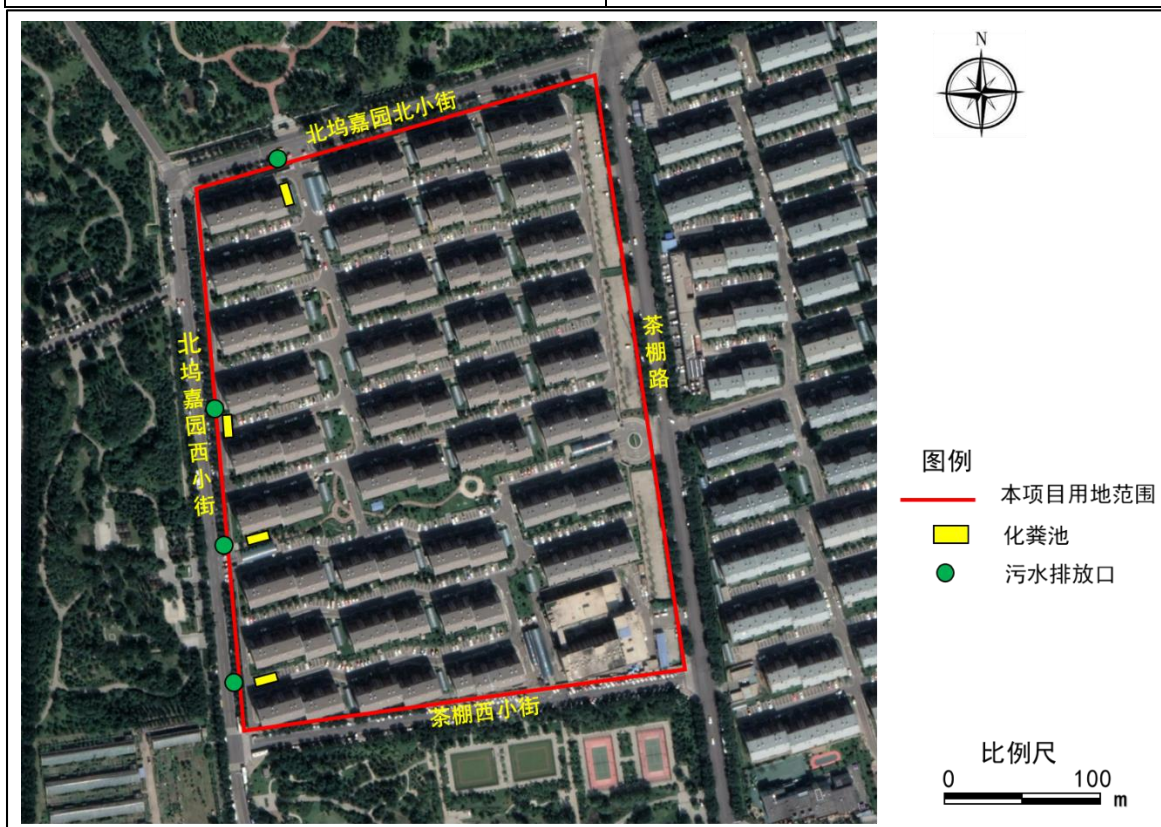 N
北坞嘉园北小街
茶棚路
北坞嘉园西小街
茶棚西小街
图例
本项目用地范围
化粪池
污水排放口
比例尺
0 100
m